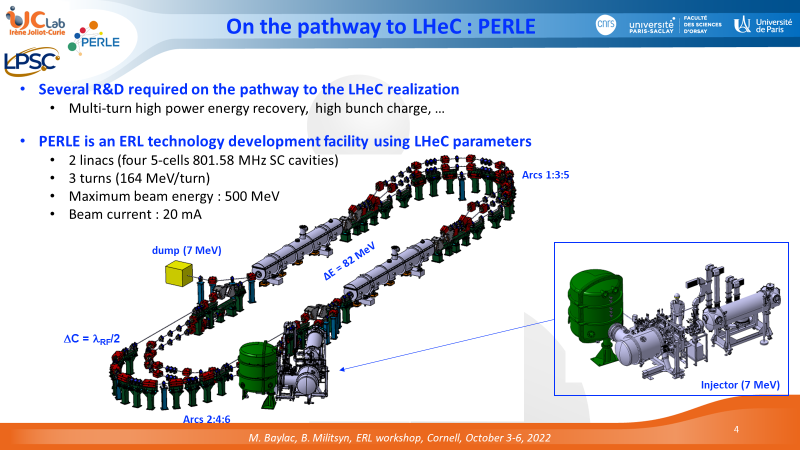 IJCLab
Irène Joliot-Curie
PERLE
LPSC
On the pathway to LHeC : PERLE
cnrs
université
PARIS-SACLAY
FACULTÉ
DES SCIENCES
D'ORSAY
Université
de Paris
• Several R&D required on the pathway to the LHeC realization
• Multi-turn high power energy recovery, high bunch charge, …
• PERLE is an ERL technology development facility using LHeC parameters
• 2 linacs (four 5-cells 801.58 MHz SC cavities)
• 3 turns (164 MeV/turn)
• Maximum beam energy : 500 MeV
• Beam current : 20 mA
Arcs 1:3:5
dump (7 MeV)
ΔE = 82 MeV
ΔC = λRF/2
Injector (7 MeV)
Arcs 2:4:6
4
M. Baylac, B. Militsyn, ERL workshop, Cornell, October 3-6, 2022